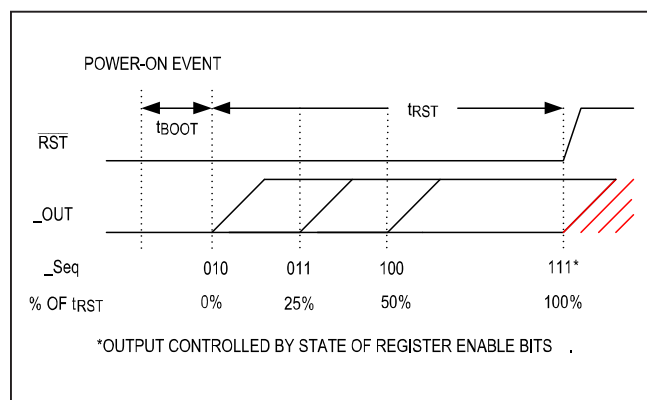 POWER-ON EVENT
tBOOT
tRST
RST
_OUT
_Seq 010 011 100 111*
% OF tRST 0% 25% 50% 100%
*OUTPUT CONTROLLED BY STATE OF REGISTER ENABLE BITS .